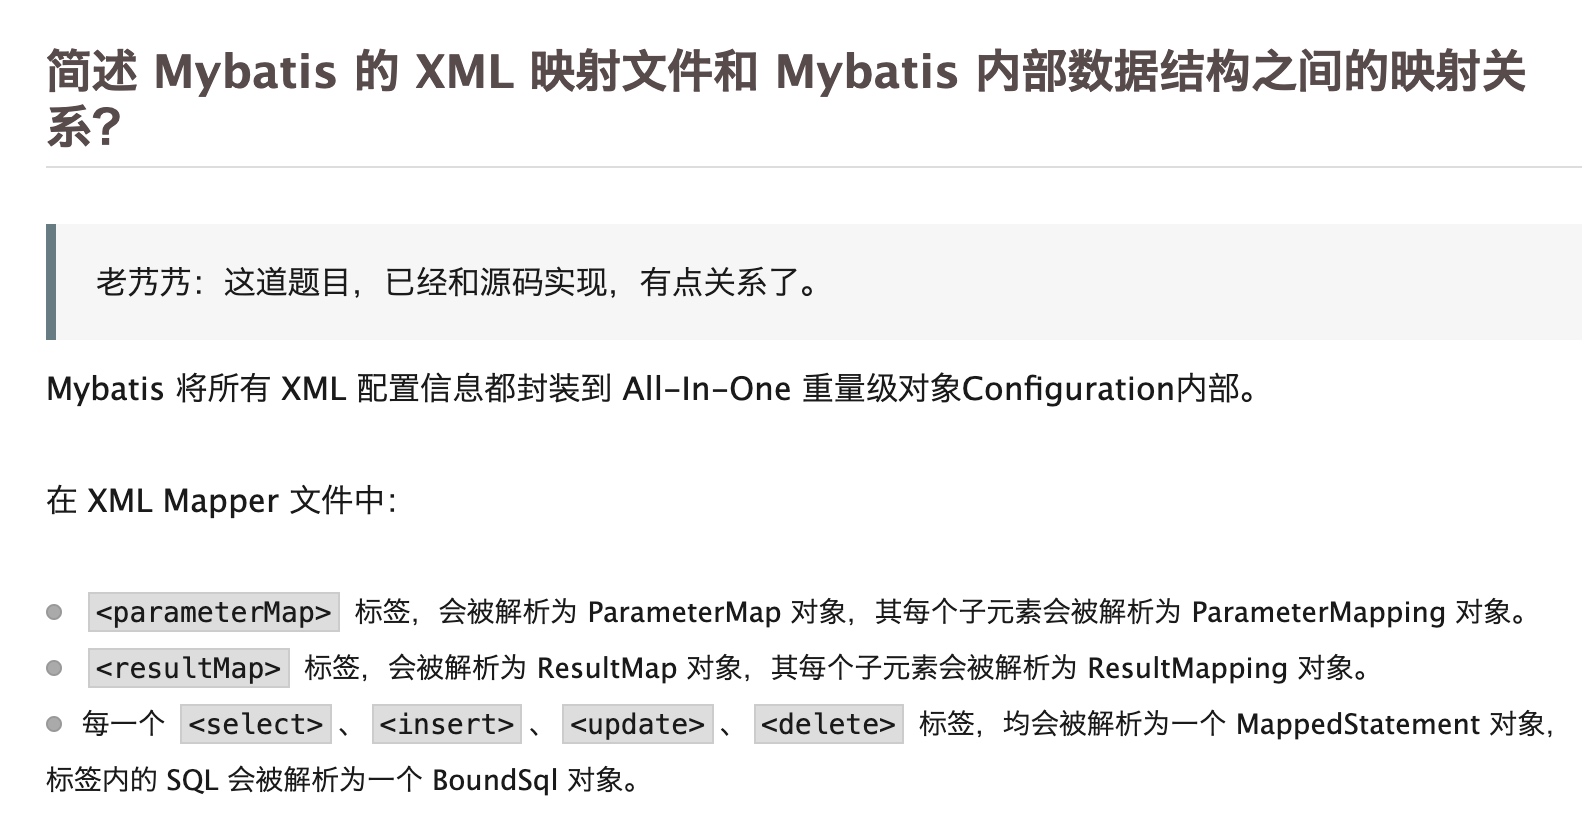 简述 Mybatis 的 XML 映射文件和 Mybatis 内部数据结构之间的映射关
系？
老艿艿：这道题目，已经和源码实现，有点关系了。
Mybatis 将所有 XML 配置信息都封装到 All-In-One 重量级对象Configuration内部。
在 XML Mapper 文件中：
<parameterMap> 标签，会被解析为 ParameterMap 对象，其每个子元素会被解析为 ParameterMapping 对象。
<resultMap> 标签，会被解析为 ResultMap 对象，其每个子元素会被解析为 ResultMapping 对象。
每一个 <select> 、 <insert> 、 <update> 、 <delete> 标签，均会被解析为一个 MappedStatement 对象，
标签内的 SQL 会被解析为一个 BoundSql 对象。